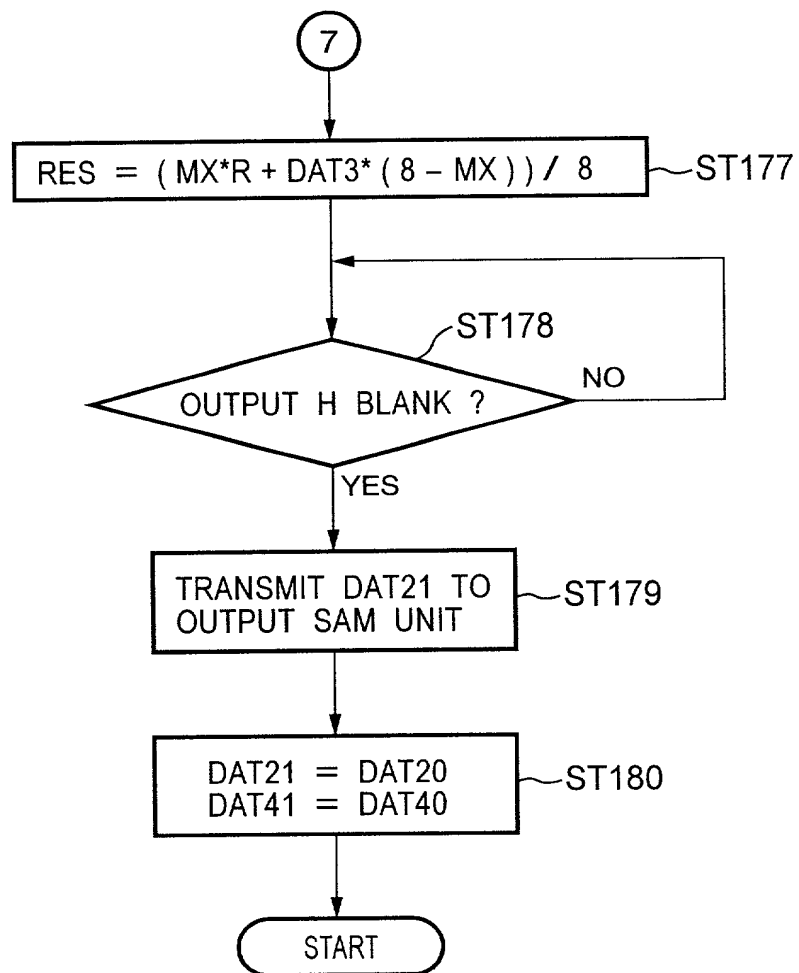 7
RES = ( MX*R + DAT3* ( 8 – MX ) ) / 8
ST177
ST178
OUTPUT H BLANK ?
NO
YES
TRANSMIT DAT21 TO
OUTPUT SAM UNIT
ST179
DAT21 = DAT20
DAT41 = DAT40
ST180
START